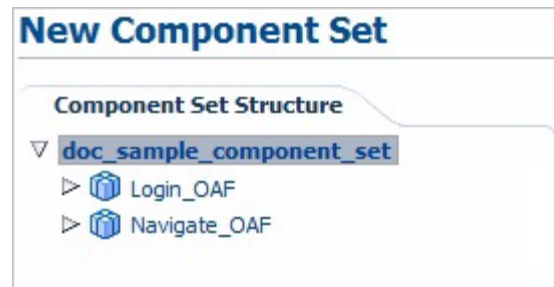 New Component Set
Component Set Structure
doc_sample_component_set
Login_OAF
Navigate_OAF